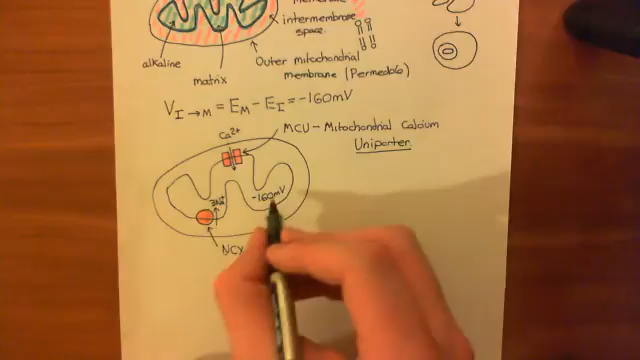 membrane
intermembrane
space.
alkaline
matrix
Outer mitochondrial
membrane (Permeable)
V I→M = E M − E I = −160mV
Ca²⁺
MCU – Mitochondrial Calcium
Uniporter
3Na⁺
−160mV
NCX